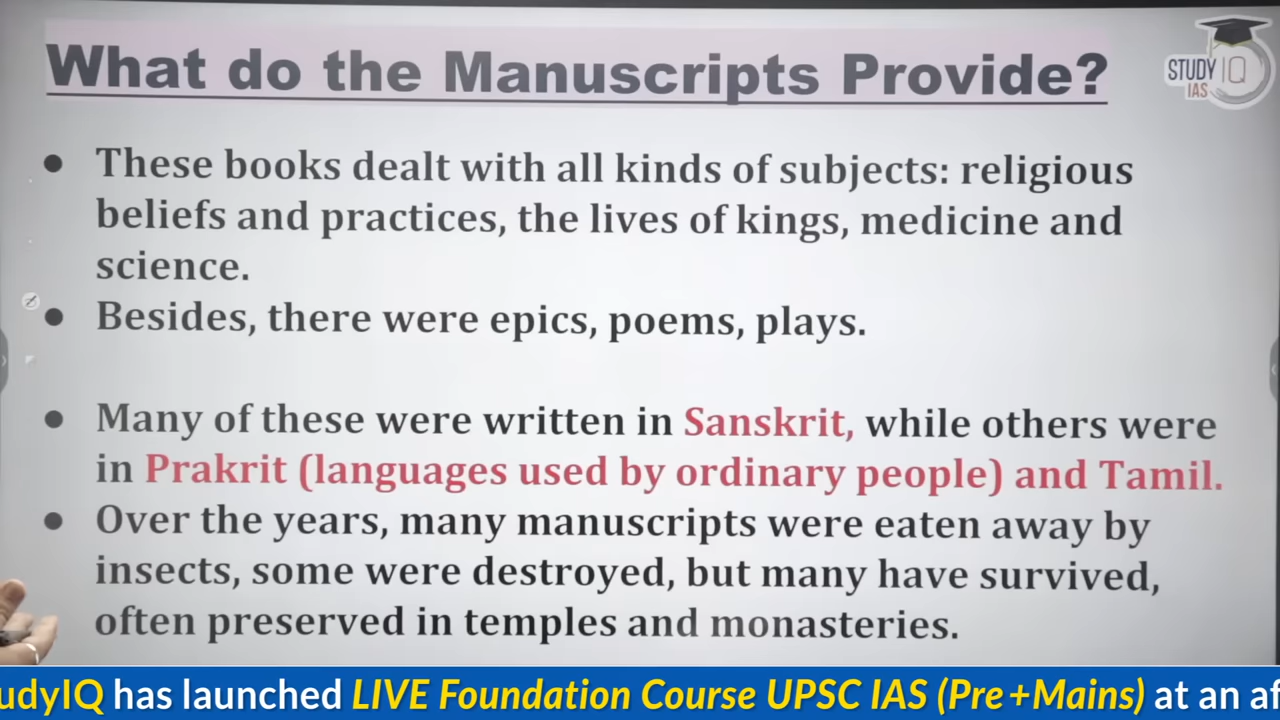 What do the Manuscripts Provide?
STUDY IQ
IAS
• These books dealt with all kinds of subjects: religious
beliefs and practices, the lives of kings, medicine and
science.
• Besides, there were epics, poems, plays.
• Many of these were written in Sanskrit, while others were
in Prakrit (languages used by ordinary people) and Tamil.
• Over the years, many manuscripts were eaten away by
insects, some were destroyed, but many have survived,
often preserved in temples and monasteries.
udyIQ has launched LIVE Foundation Course UPSC IAS (Pre+Mains) at an af